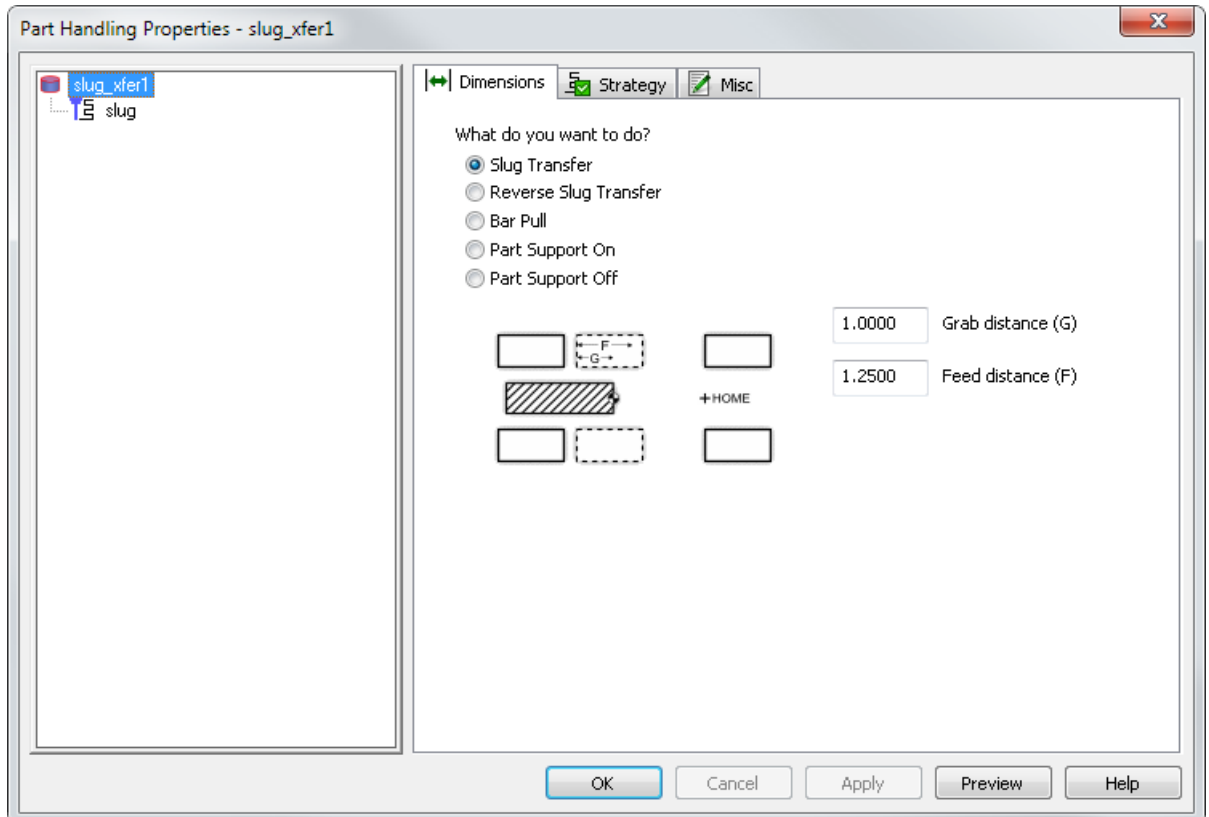 Part Handling Properties - slug_xfer1
slug_xfer1
slug
Dimensions
Strategy
Misc
What do you want to do?
Slug Transfer
Reverse Slug Transfer
Bar Pull
Part Support On
Part Support Off
F
G
+HOME
1.0000 Grab distance (G)
1.2500 Feed distance (F)
OK Cancel Apply Preview Help